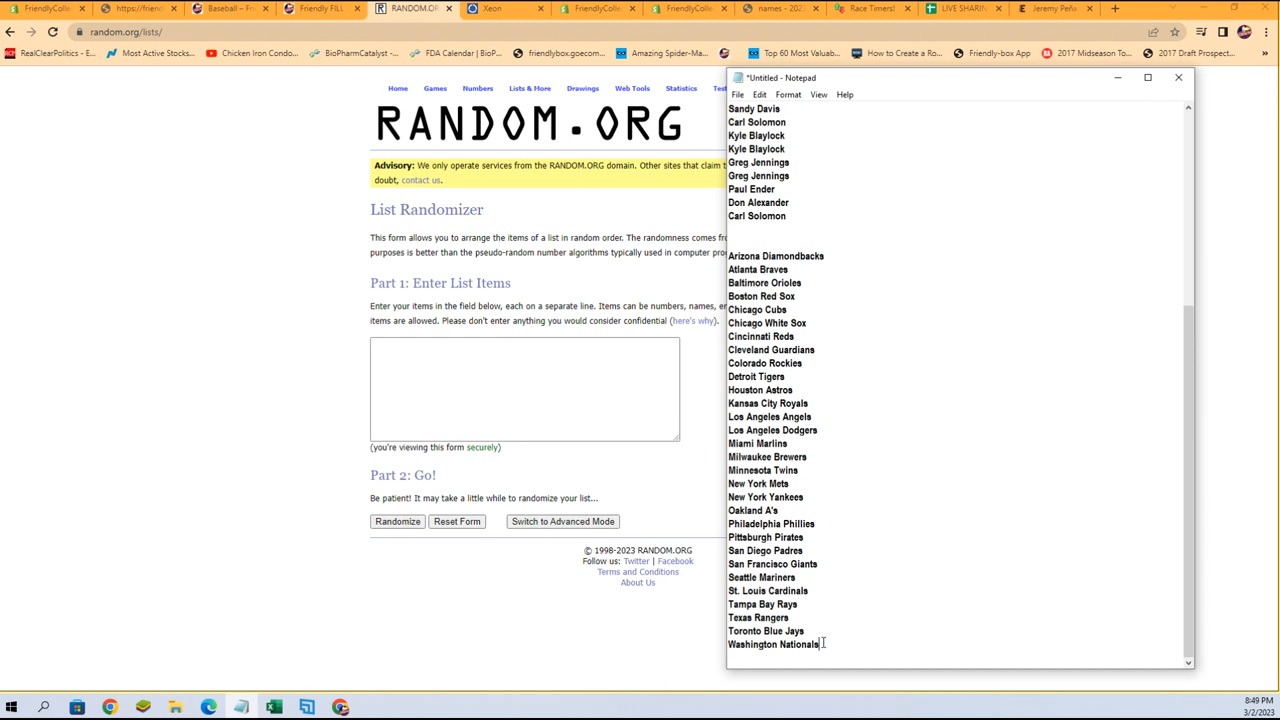 https://friend
Baseball – Fri
Friendly FILL
RANDOM.OR
Xeon
FriendlyColle
FriendlyColle
names - 202
Race Timers!
LIVE SHARIN
Jeremy Peña
random.org/lists/
RealClearPolitics - E...
Most Active Stocks...
Chicken Iron Condo...
BioPharmCatalyst -...
FDA Calendar | BioP...
friendlybox.goecom...
Amazing Spider-Ma...
Top 60 Most Valuab...
How to Create a Ro...
Friendly-box App
2017 Midseason To...
2017 Draft Prospect...
»
*Untitled - Notepad
File Edit Format View Help
Home Games Numbers Lists & More Drawings Web Tools Statistics Test
RANDOM.ORG
Advisory: We only operate services from the RANDOM.ORG domain. Other sites that claim t
doubt, contact us.
List Randomizer
This form allows you to arrange the items of a list in random order. The randomness comes fro
purposes is better than the pseudo-random number algorithms typically used in computer pro
Part 1: Enter List Items
Enter your items in the field below, each on a separate line. Items can be numbers, names, en
items are allowed. Please don't enter anything you would consider confidential (here's why).
(you're viewing this form securely)
Part 2: Go!
Be patient! It may take a little while to randomize your list...
Randomize Reset Form Switch to Advanced Mode
© 1998-2023 RANDOM.ORG
Follow us: Twitter | Facebook
Terms and Conditions
About Us
Sandy Davis
Carl Solomon
Kyle Blaylock
Kyle Blaylock
Greg Jennings
Greg Jennings
Paul Ender
Don Alexander
Carl Solomon
Arizona Diamondbacks
Atlanta Braves
Baltimore Orioles
Boston Red Sox
Chicago Cubs
Chicago White Sox
Cincinnati Reds
Cleveland Guardians
Colorado Rockies
Detroit Tigers
Houston Astros
Kansas City Royals
Los Angeles Angels
Los Angeles Dodgers
Miami Marlins
Milwaukee Brewers
Minnesota Twins
New York Mets
New York Yankees
Oakland A's
Philadelphia Phillies
Pittsburgh Pirates
San Diego Padres
San Francisco Giants
Seattle Mariners
St. Louis Cardinals
Tampa Bay Rays
Texas Rangers
Toronto Blue Jays
Washington Nationals
8:49 PM
3/2/2023